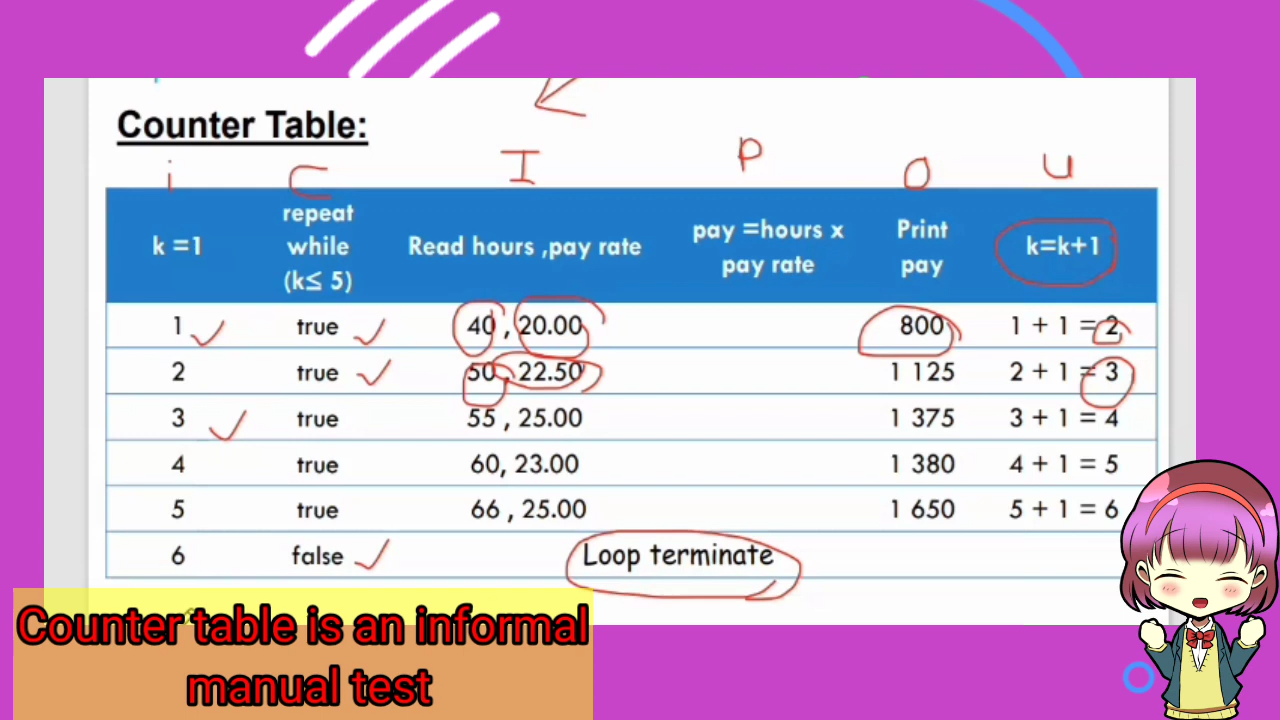 Counter Table:
i C I P O U
k =1 repeat while (k≤ 5) Read hours ,pay rate pay =hours x pay rate Print pay k=k+1
1 true 40 , 20.00 800 1 + 1 = 2
2 true 50 , 22.50 1 125 2 + 1 = 3
3 true 55 , 25.00 1 375 3 + 1 = 4
4 true 60, 23.00 1 380 4 + 1 = 5
5 true 66 , 25.00 1 650 5 + 1 = 6
6 false Loop terminate
Counter table is an informal
manual test